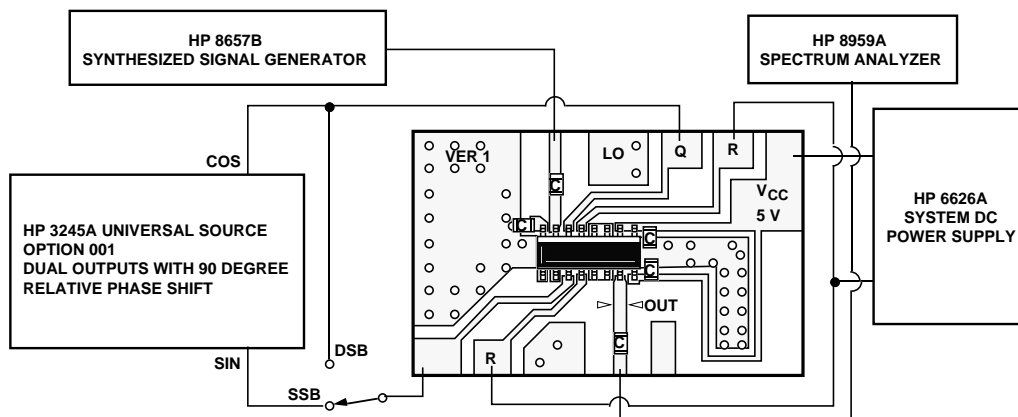 HP 8657B
SYNTHESIZED SIGNAL GENERATOR
HP 8959A
SPECTRUM ANALYZER
COS
VER 1
LO
Q
R
C
HP 3245A UNIVERSAL SOURCE
OPTION 001
DUAL OUTPUTS WITH 90 DEGREE
RELATIVE PHASE SHIFT
VCC
5 V
HP 6626A
SYSTEM DC
POWER SUPPLY
C
C
C
OUT
C
SIN
DSB
R
SSB